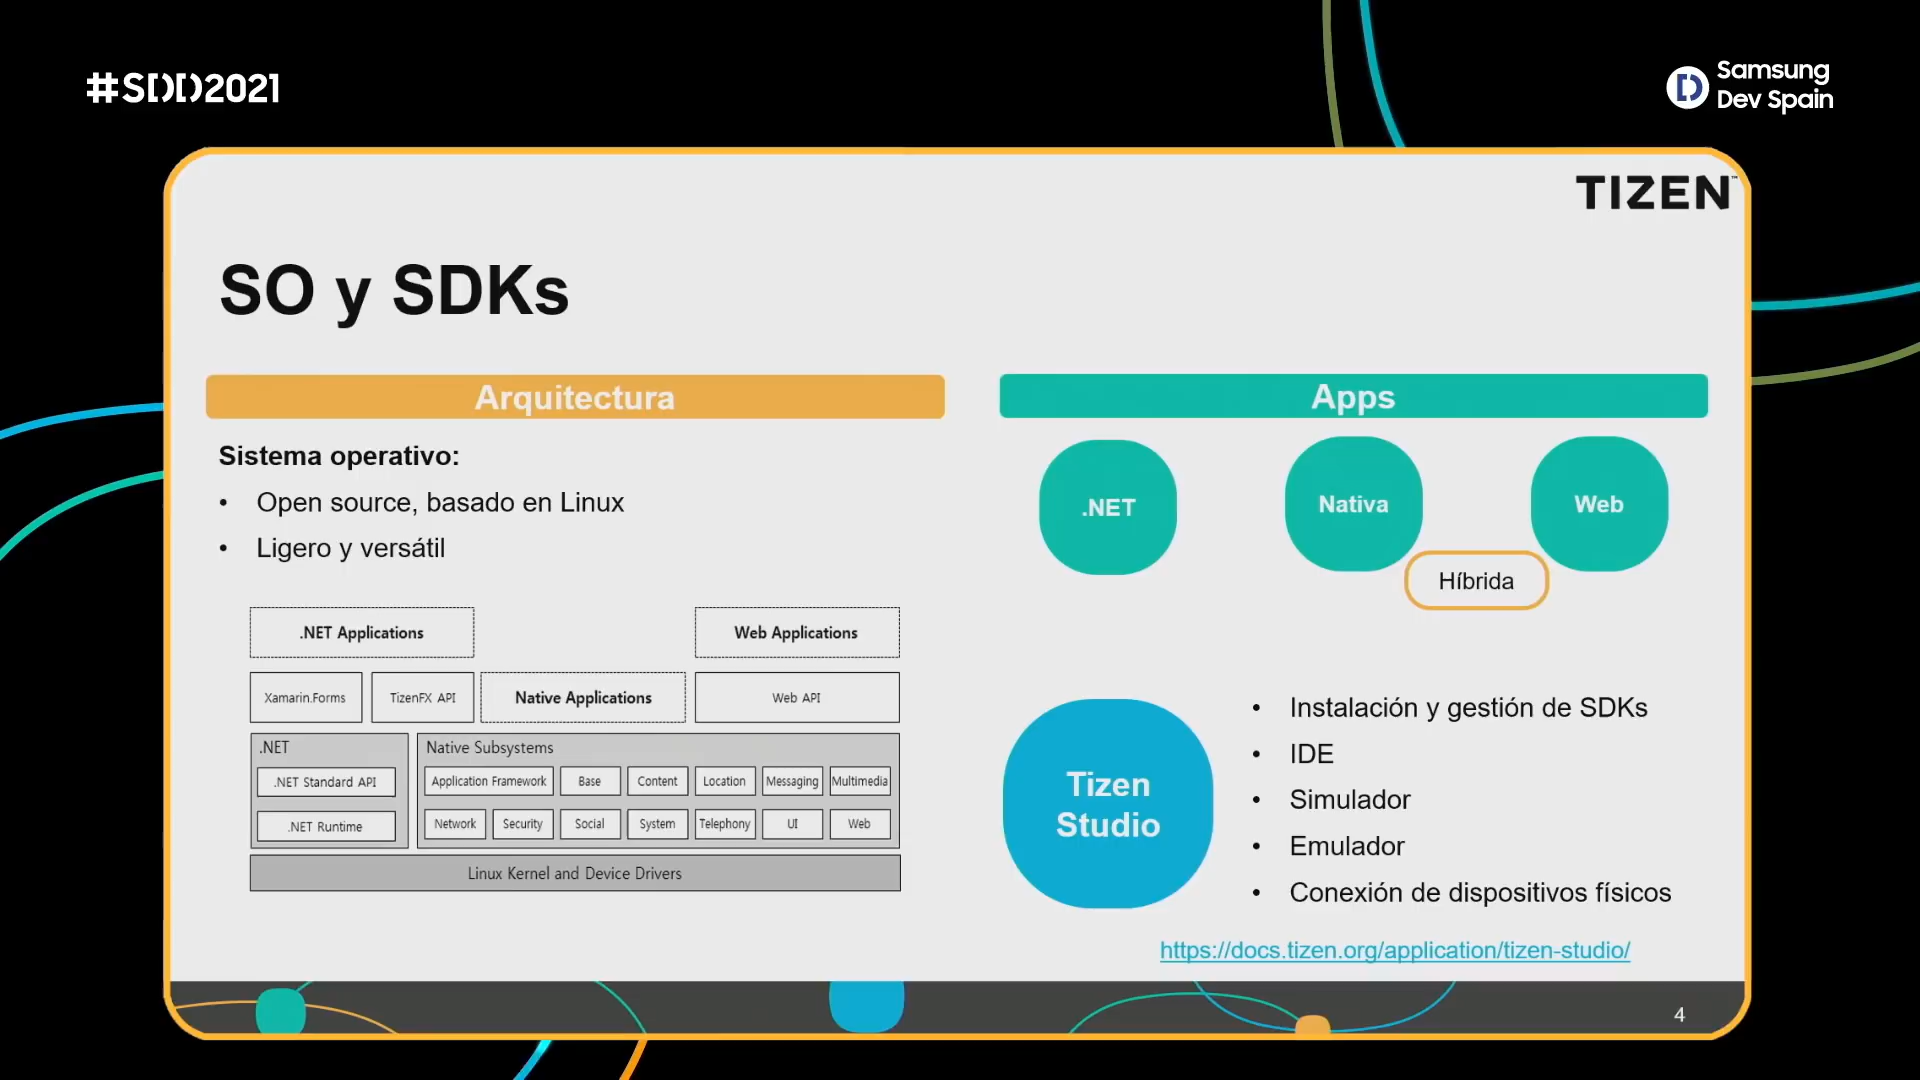 #SDD2021
Samsung
Dev Spain
TIZEN™
SO y SDKs
Arquitectura
Sistema operativo:
• Open source, basado en Linux
• Ligero y versátil
.NET Applications
Web Applications
Xamarin.Forms
TizenFX API
Native Applications
Web API
.NET
.NET Standard API
.NET Runtime
Native Subsystems
Application Framework Base Content Location Messaging Multimedia
Network Security Social System Telephony UI Web
Linux Kernel and Device Drivers
Apps
.NET
Nativa
Web
Híbrida
Tizen
Studio
• Instalación y gestión de SDKs
• IDE
• Simulador
• Emulador
• Conexión de dispositivos físicos
https://docs.tizen.org/application/tizen-studio/
4